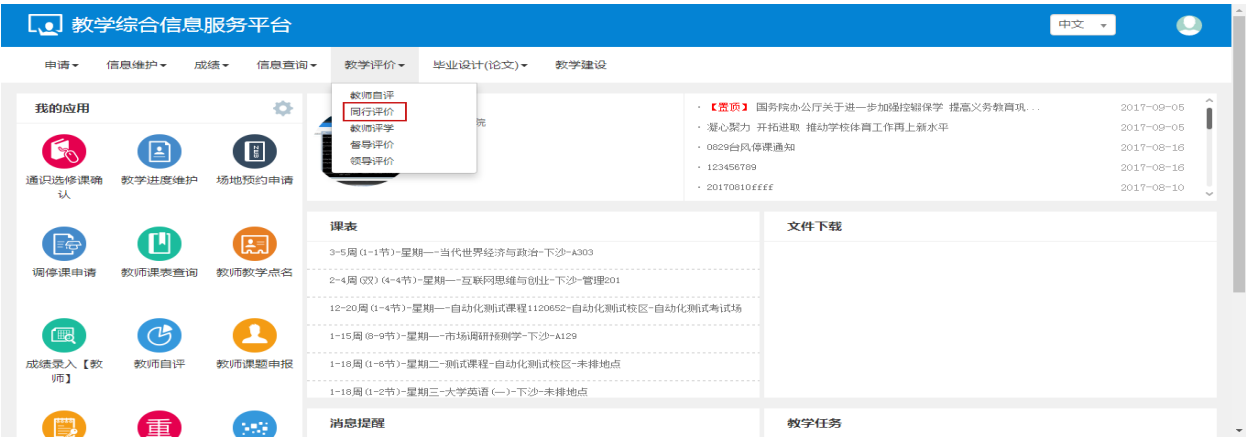 教学综合信息服务平台
中文
申请 信息维护 成绩 信息查询 教学评价 毕业设计(论文) 教学建设
教师自评
同行评价
教师评学
督导评价
领导评价
院
我的应用
通识选修课确认
教学进度维护
场地预约申请
调停课申请
教师课表查询
教师教学点名
成绩录入【教师】
教师自评
教师课题申报
重
·【置顶】国务院办公厅关于进一步加强控辍保学 提高义务教育巩... 2017-09-05
· 凝心聚力 开拓进取 推动学校体育工作再上新水平 2017-09-05
· 0829台风停课通知 2017-08-16
· 123456789 2017-08-16
· 20170810ffff 2017-08-10
课表
3-5周(1-1节)-星期一-当代世界经济与政治-下沙-A303
2-4周(双)(4-4节)-星期一-互联网思维与创业-下沙-管理201
12-20周(1-4节)-星期一-自动化测试课程1120652-自动化测试校区-自动化测试考试场
1-15周(8-9节)-星期一-市场调研预测学-下沙-A129
1-18周(1-6节)-星期二-测试课程-自动化测试校区-未排地点
1-18周(1-2节)-星期三-大学英语(一)-下沙-未排地点
文件下载
消息提醒
教学任务